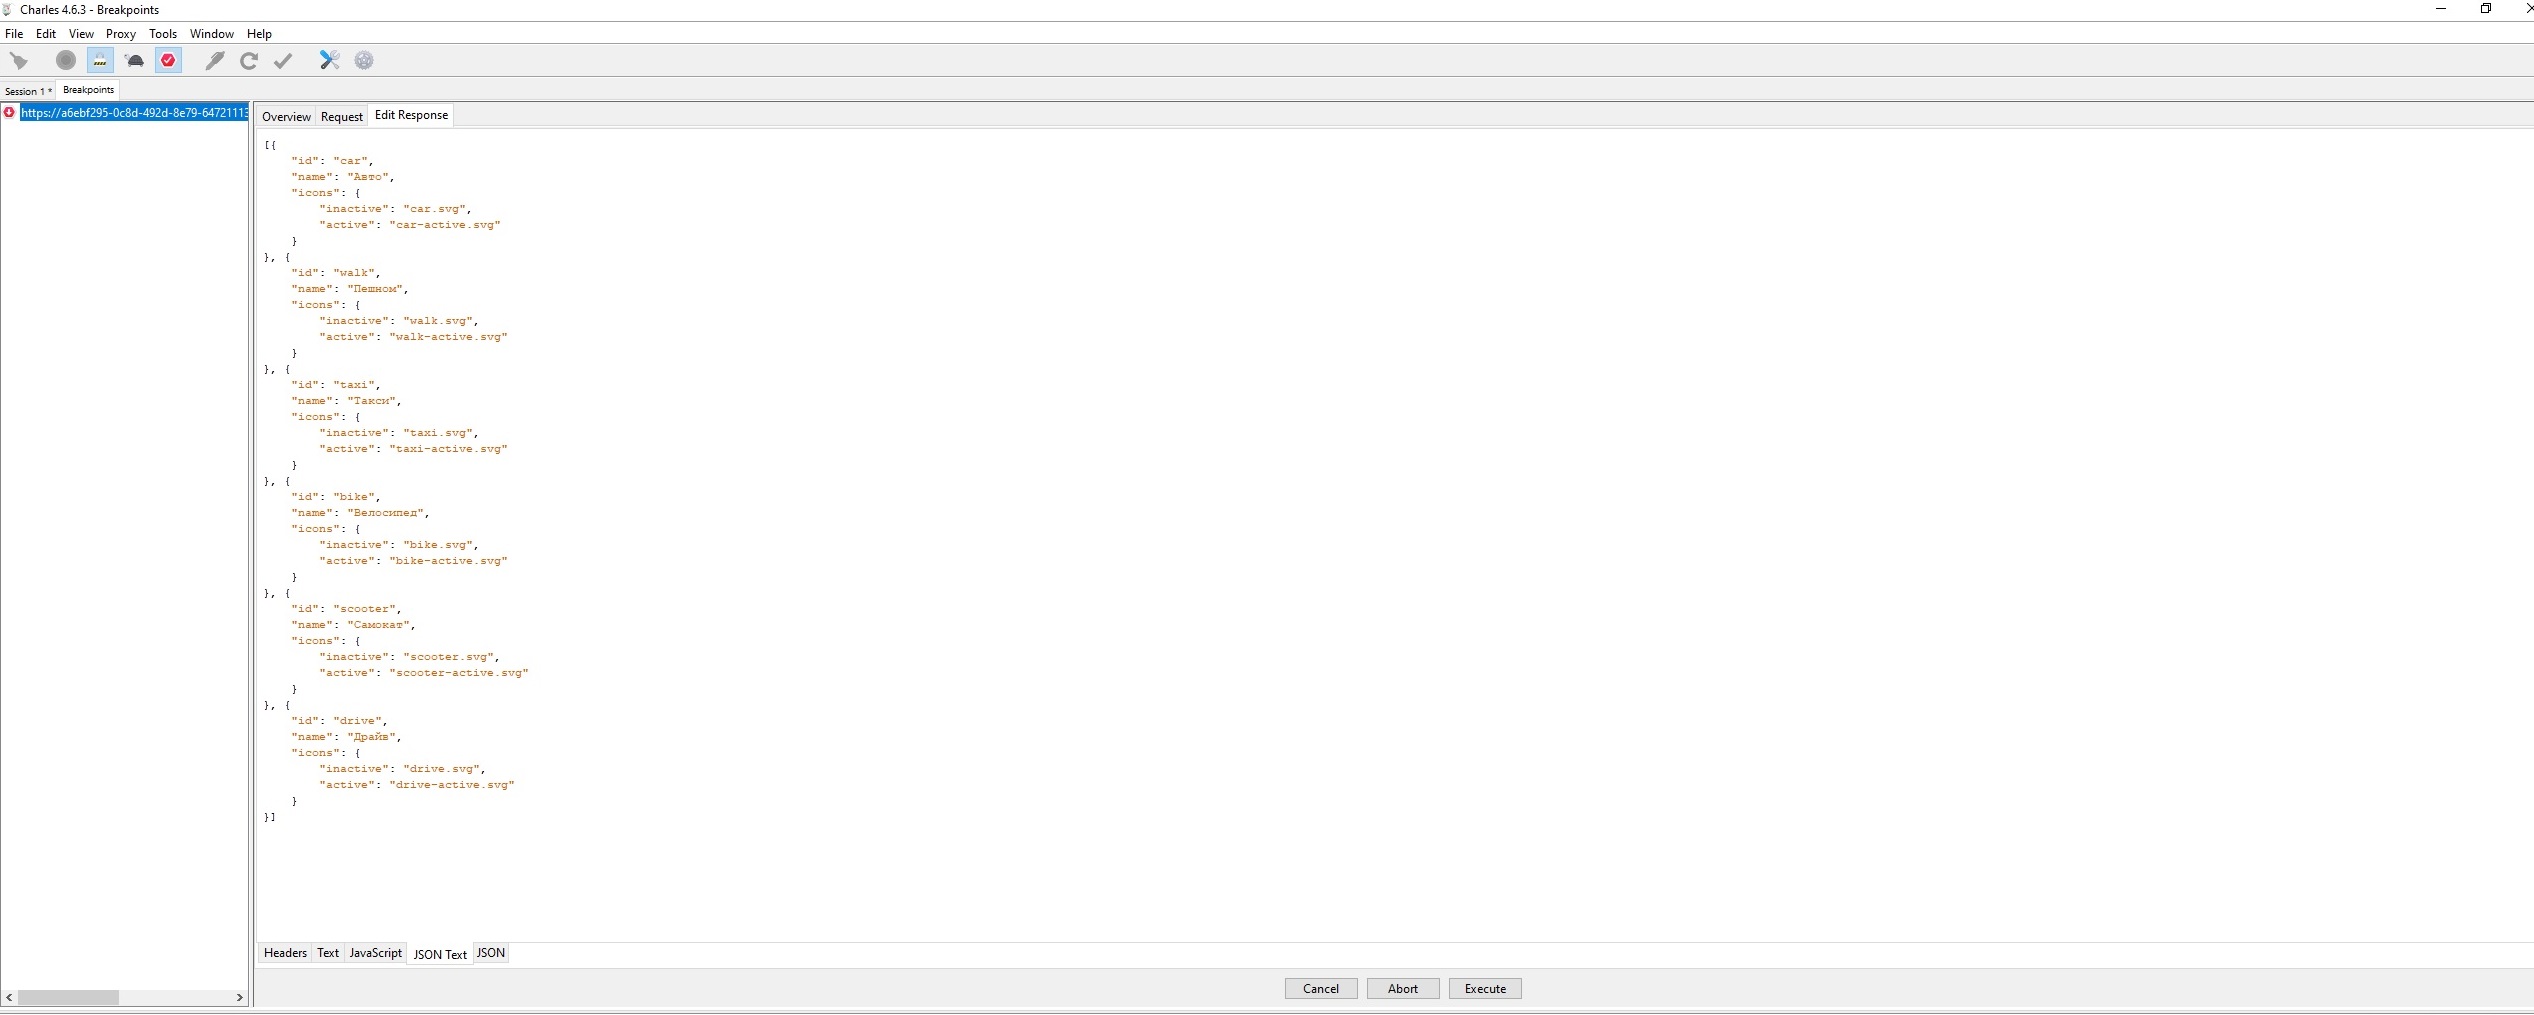 Charles 4.6.3 - Breakpoints
File Edit View Proxy Tools Window Help
Session 1 * Breakpoints
https://a6ebf295-0c8d-492d-8e79-64721113
Overview Request Edit Response
[{
"id": "car",
"name": "Авто",
"icons": {
"inactive": "car.svg",
"active": "car-active.svg"
}
}, {
"id": "walk",
"name": "Пешном",
"icons": {
"inactive": "walk.svg",
"active": "walk-active.svg"
}
}, {
"id": "taxi",
"name": "Такси",
"icons": {
"inactive": "taxi.svg",
"active": "taxi-active.svg"
}
}, {
"id": "bike",
"name": "Велосипед",
"icons": {
"inactive": "bike.svg",
"active": "bike-active.svg"
}
}, {
"id": "scooter",
"name": "Самокат",
"icons": {
"inactive": "scooter.svg",
"active": "scooter-active.svg"
}
}, {
"id": "drive",
"name": "Драйв",
"icons": {
"inactive": "drive.svg",
"active": "drive-active.svg"
}
}]
Headers Text JavaScript JSON Text JSON
Cancel Abort Execute